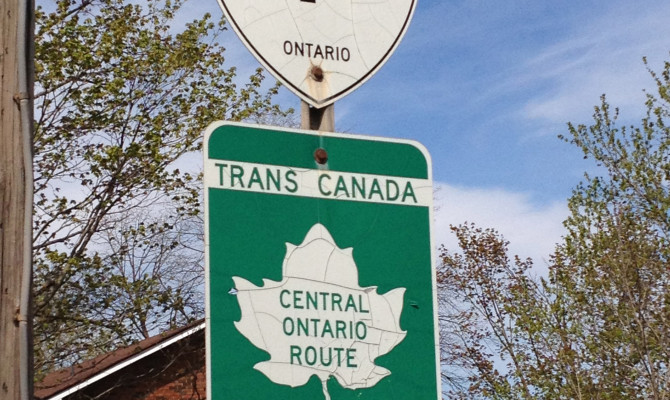 ONTARIO
TRANS CANADA
CENTRAL
ONTARIO
ROUTE